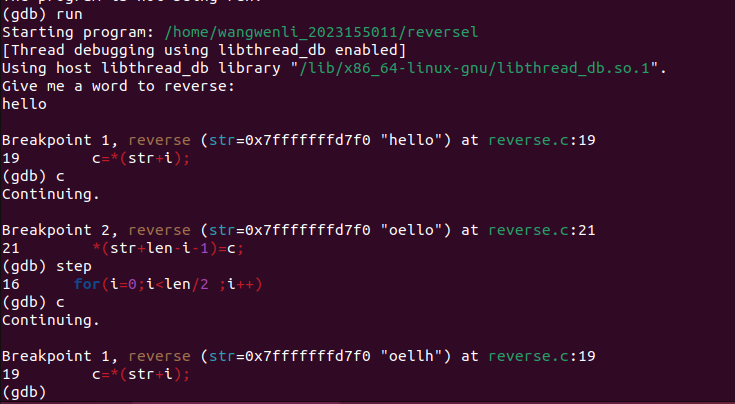 (gdb) run
Starting program: /home/wangwenli_2023155011/reversel
[Thread debugging using libthread_db enabled]
Using host libthread_db library "/lib/x86_64-linux-gnu/libthread_db.so.1".
Give me a word to reverse:
hello
Breakpoint 1, reverse (str=0x7fffffffd7f0 "hello") at reverse.c:19
19        c=*(str+i);
(gdb) c
Continuing.
Breakpoint 2, reverse (str=0x7fffffffd7f0 "oello") at reverse.c:21
21        *(str+len-i-1)=c;
(gdb) step
16      for(i=0;i<len/2 ;i++)
(gdb) c
Continuing.
Breakpoint 1, reverse (str=0x7fffffffd7f0 "oellh") at reverse.c:19
19        c=*(str+i);
(gdb)